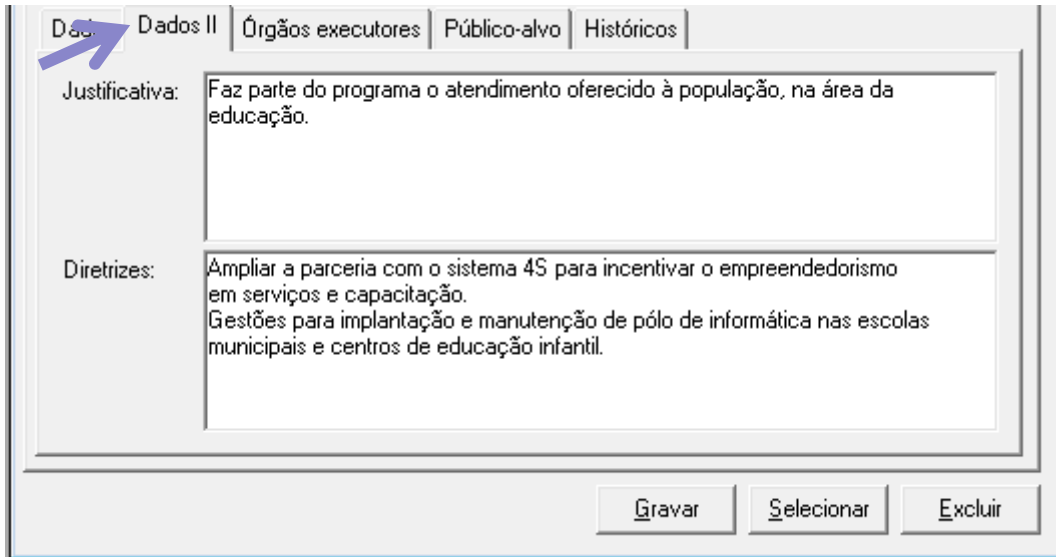 Dados II Órgãos executores Público-alvo Históricos
Justificativa: Faz parte do programa o atendimento oferecido à população, na área da
educação.
Diretrizes: Ampliar a parceria com o sistema 4S para incentivar o empreendedorismo
em serviços e capacitação.
Gestões para implantação e manutenção de pólo de informática nas escolas
municipais e centros de educação infantil.
Gravar Selecionar Excluir